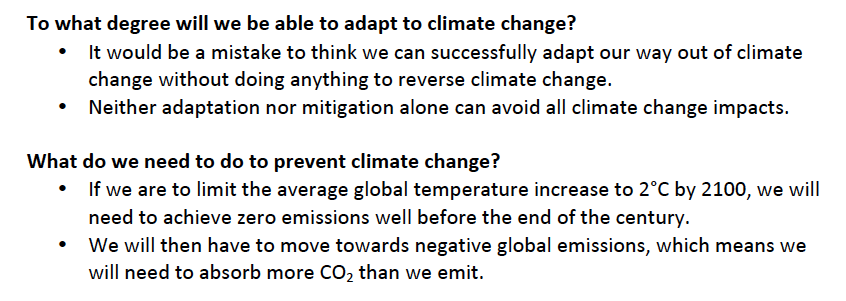 To what degree will we be able to adapt to climate change?
• It would be a mistake to think we can successfully adapt our way out of climate
change without doing anything to reverse climate change.
• Neither adaptation nor mitigation alone can avoid all climate change impacts.
What do we need to do to prevent climate change?
• If we are to limit the average global temperature increase to 2°C by 2100, we will
need to achieve zero emissions well before the end of the century.
• We will then have to move towards negative global emissions, which means we
will need to absorb more CO₂ than we emit.